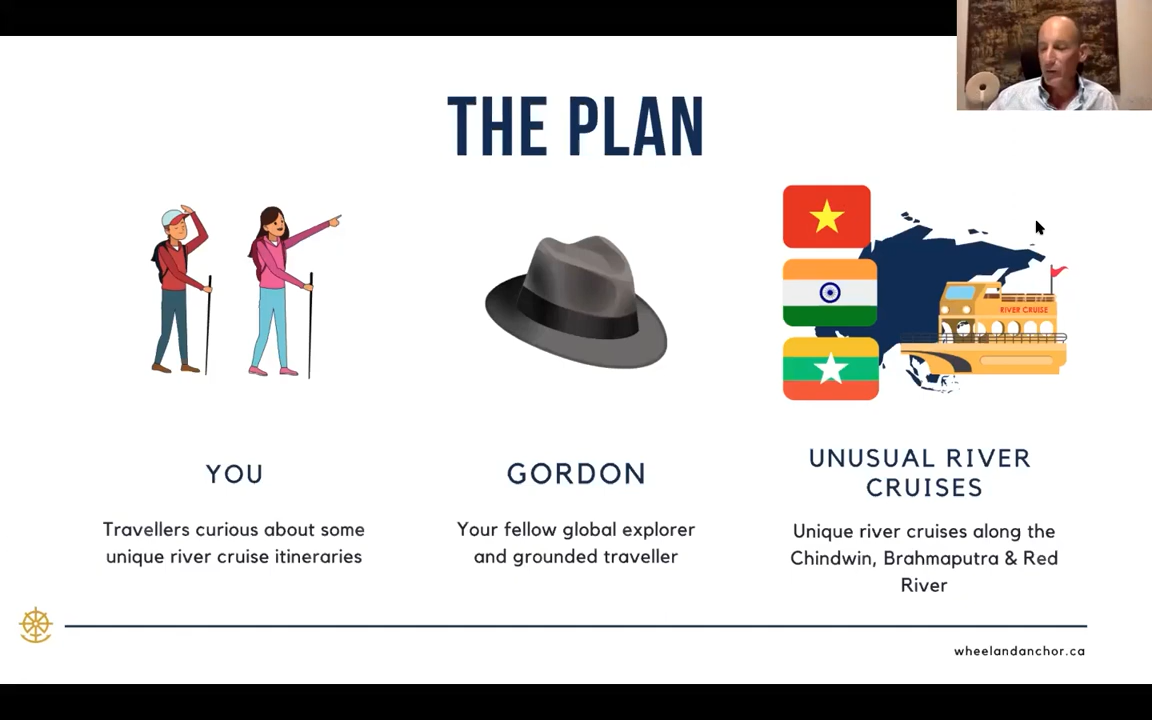 THE PLAN
RIVER CRUISE
YOU
Travellers curious about some
unique river cruise itineraries
GORDON
Your fellow global explorer
and grounded traveller
UNUSUAL RIVER
CRUISES
Unique river cruises along the
Chindwin, Brahmaputra & Red
River
wheelandanchor.ca